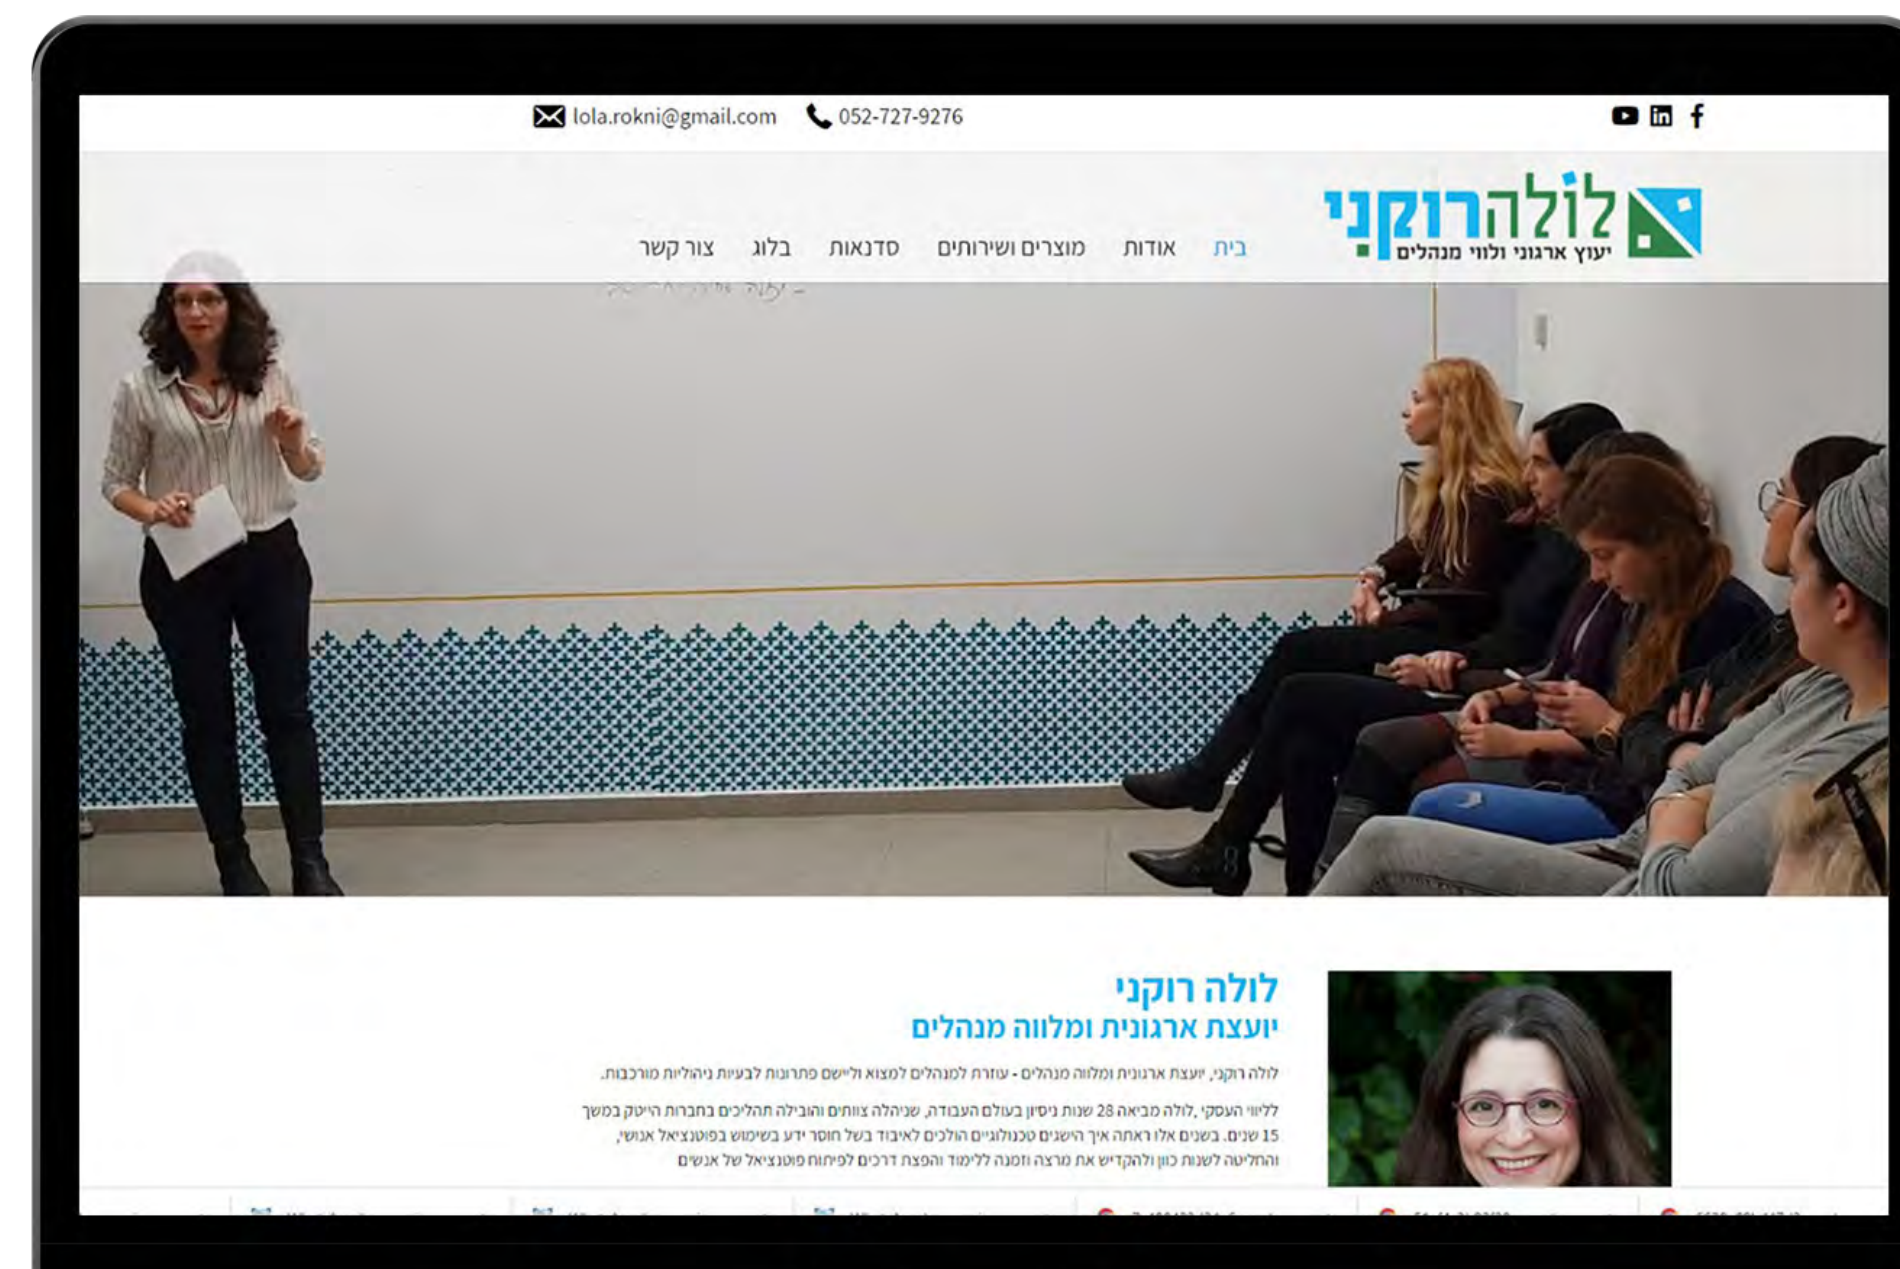 lola.rokni@gmail.com 052-727-9276
לולה רוקני
יעוץ ארגוני ולווי מנהלים
בית אודות מוצרים ושירותים סדנאות בלוג צור קשר
לולה רוקני
יועצת ארגונית ומלווה מנהלים
לולה רוקני, יועצת ארגונית ומלווה מנהלים - עוזרת למנהלים למצוא וליישם פתרונות לבעיות ניהוליות מורכבות.
לליווי העסקי ,לולה מביאה 28 שנות ניסיון בעולם העבודה, שניהלה צוותים והובילה תהליכים בחברות הייטק במשך
15 שנים. בשנים אלו ראתה איך הישגים טכנולוגיים הולכים לאיבוד בשל חוסר ידע בשימוש בפוטנציאל אנושי,
והחליטה לשנות כוון ולהקדיש את מרצה וזמנה ללימוד והפצת דרכים לפיתוח פוטנציאל של אנשים